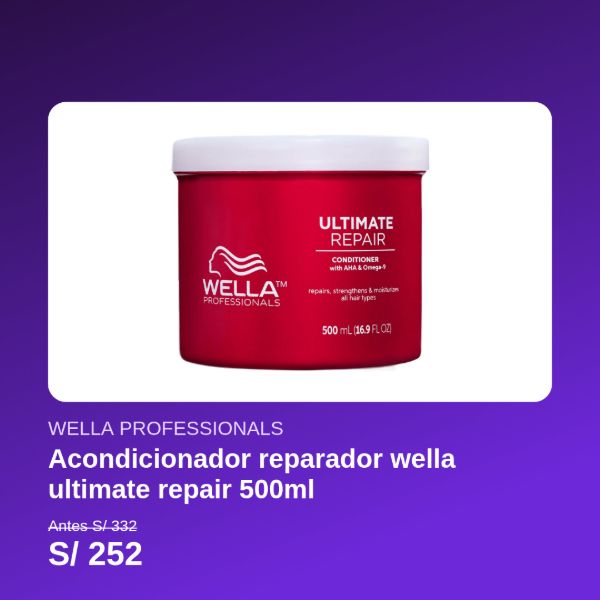 ULTIMATE
REPAIR
CONDITIONER
with AHA & Omega-9
WELLA™
PROFESSIONALS
repairs, strengthens & moisturizes
all hair types
500 mL (16.9 FL OZ)
WELLA PROFESSIONALS
Acondicionador reparador wella
ultimate repair 500ml
Antes S/ 332
S/ 252